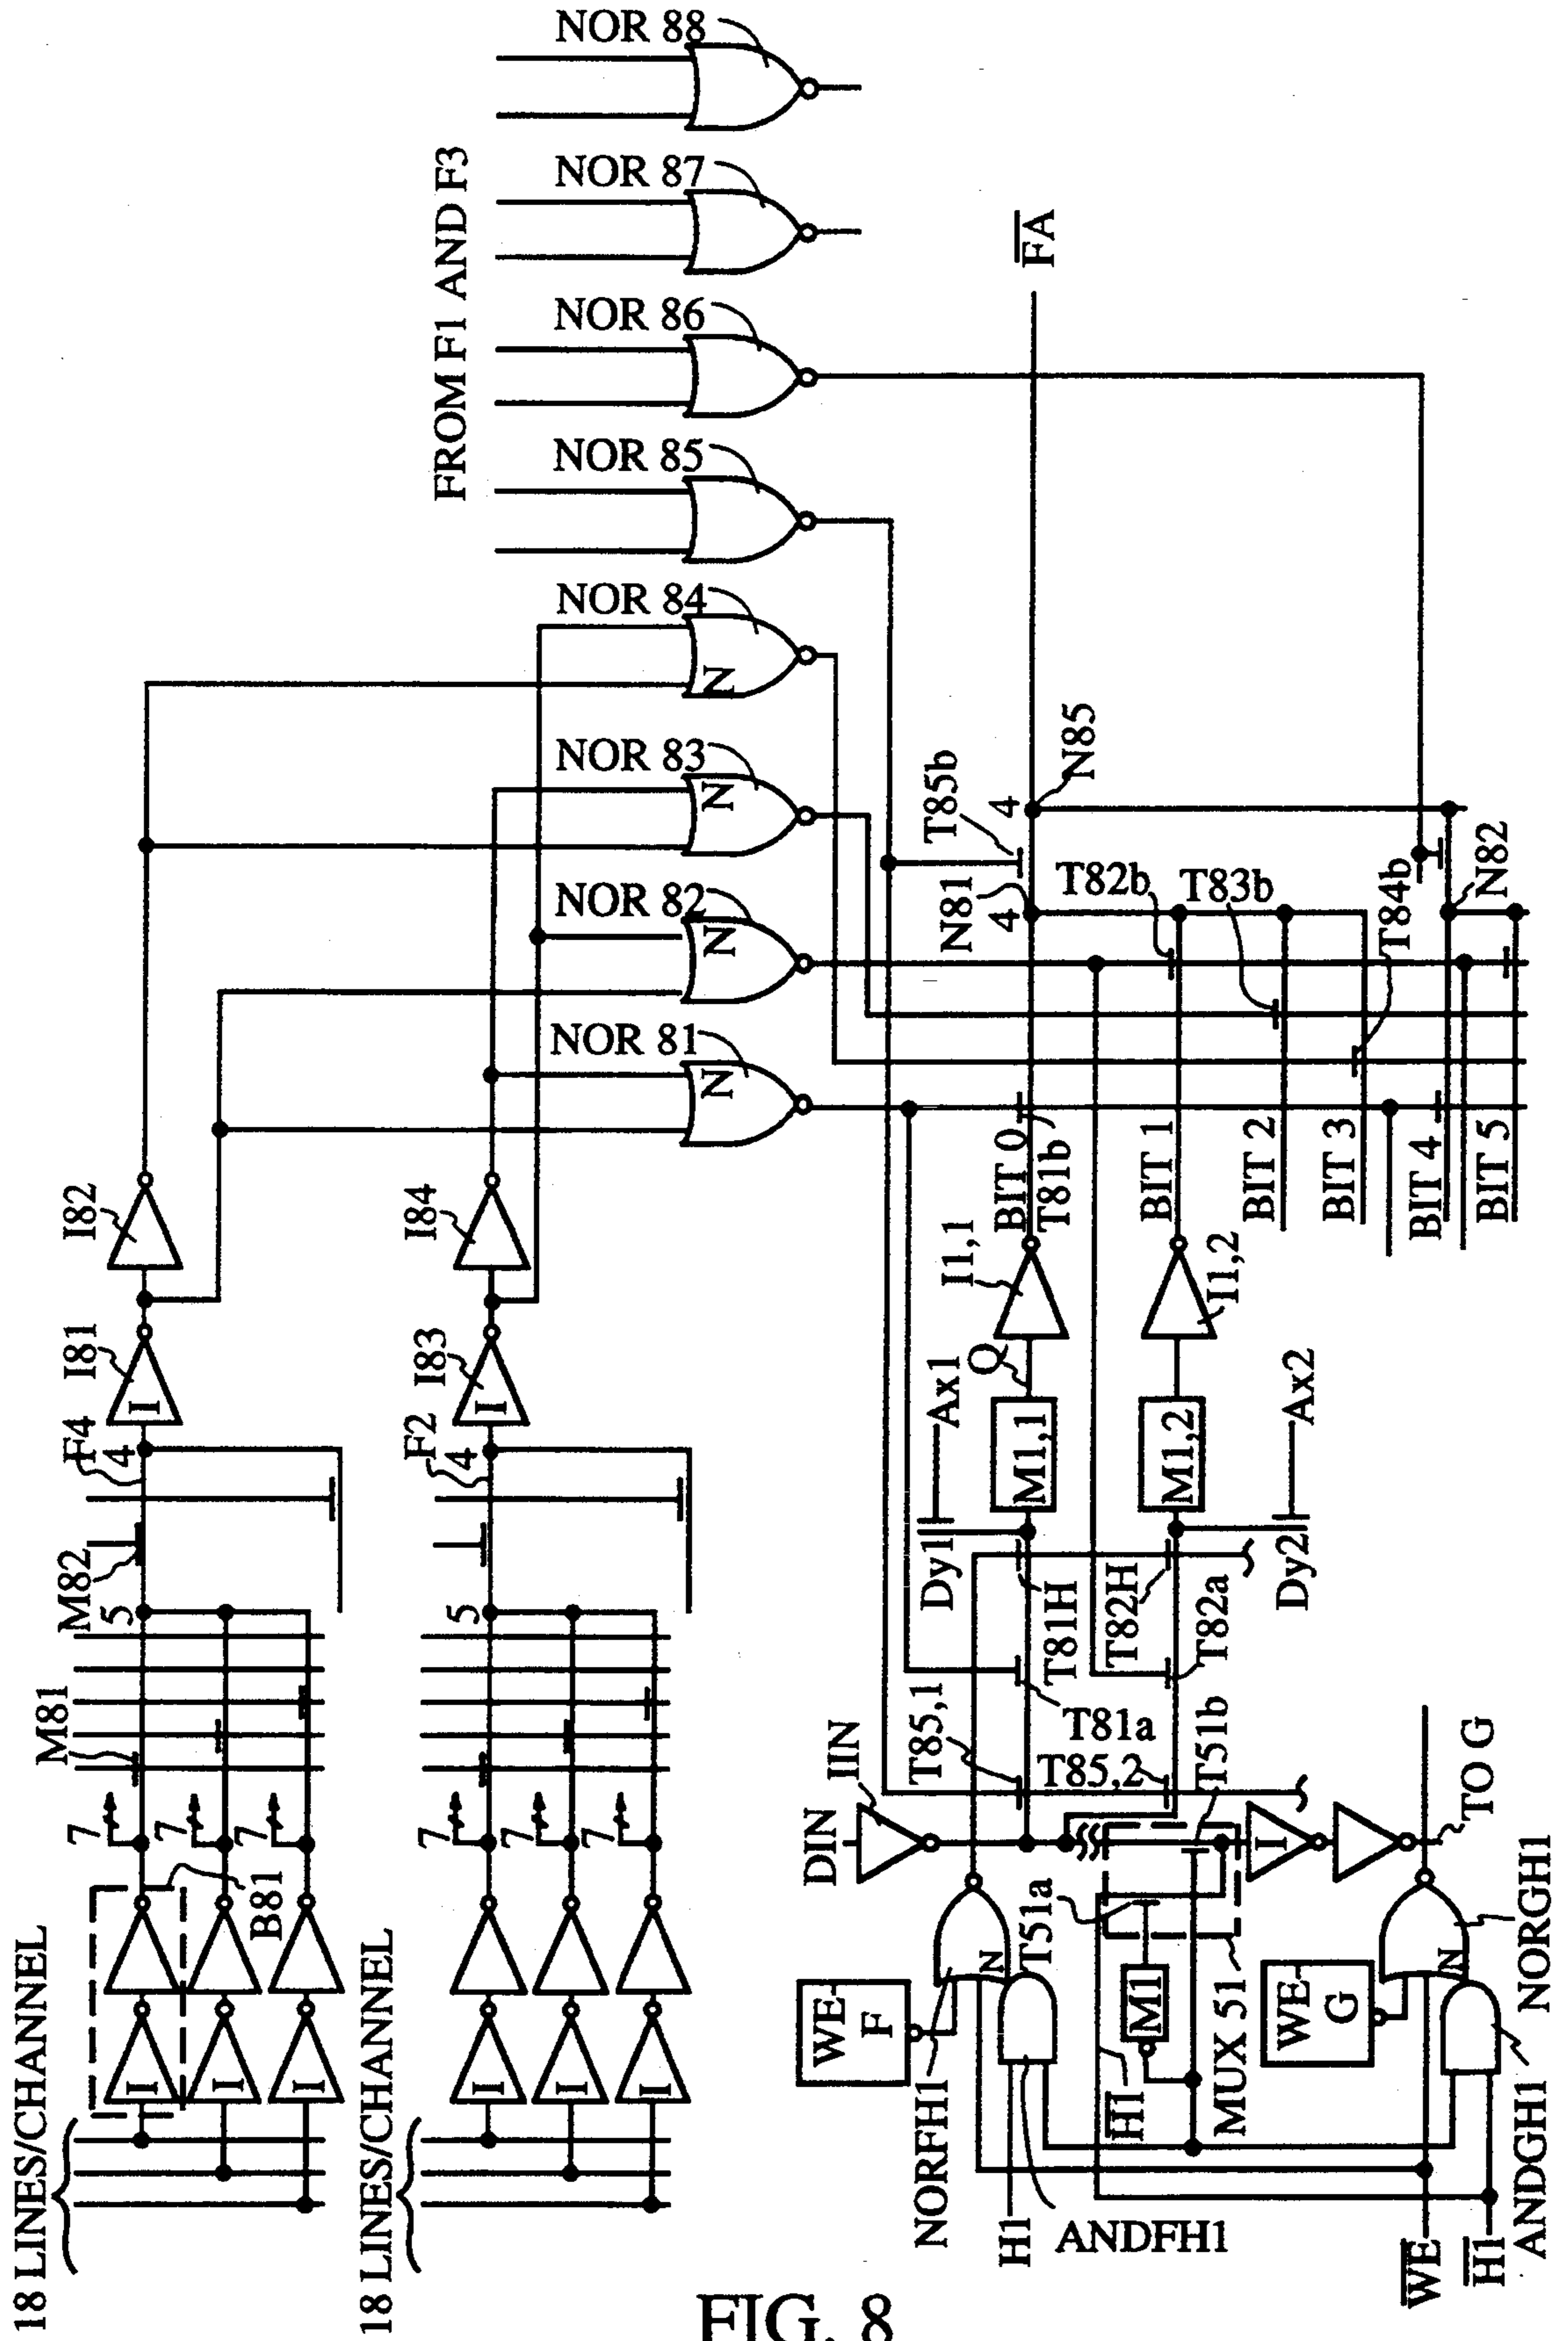 NOR 88
NOR 87
FROM F1 AND F3
NOR 86
NOR 85
NOR 84
N
NOR 83
N
NOR 82
N
NOR 81
N
FA
N85
4
T85b
N81
4
T82b
T83b
T84b
N82
I82
I84
I81
I
I83
I
F4
4
F2
4
M82
5
5
M81
7
7
7
7
7
7
B81
I
I
I
I
I
I
18 LINES/CHANNEL
18 LINES/CHANNEL
BIT 0
T81b
BIT 1
BIT 2
BIT 3
BIT 4
BIT 5
I1,1
I1,2
Q
Ax1
Ax2
M1,1
M1,2
Dy1
Dy2
T81H
T82H
T82a
T81a
T85,1
T85,2
T51b
IIN
DIN
I
TO G
T51a
N
WE-F
M1
MUX 51
WE-G
N
NORGH1
NORFH1
H1
H1
ANDFH1
ANDGH1
WE
H1
FIG. 8